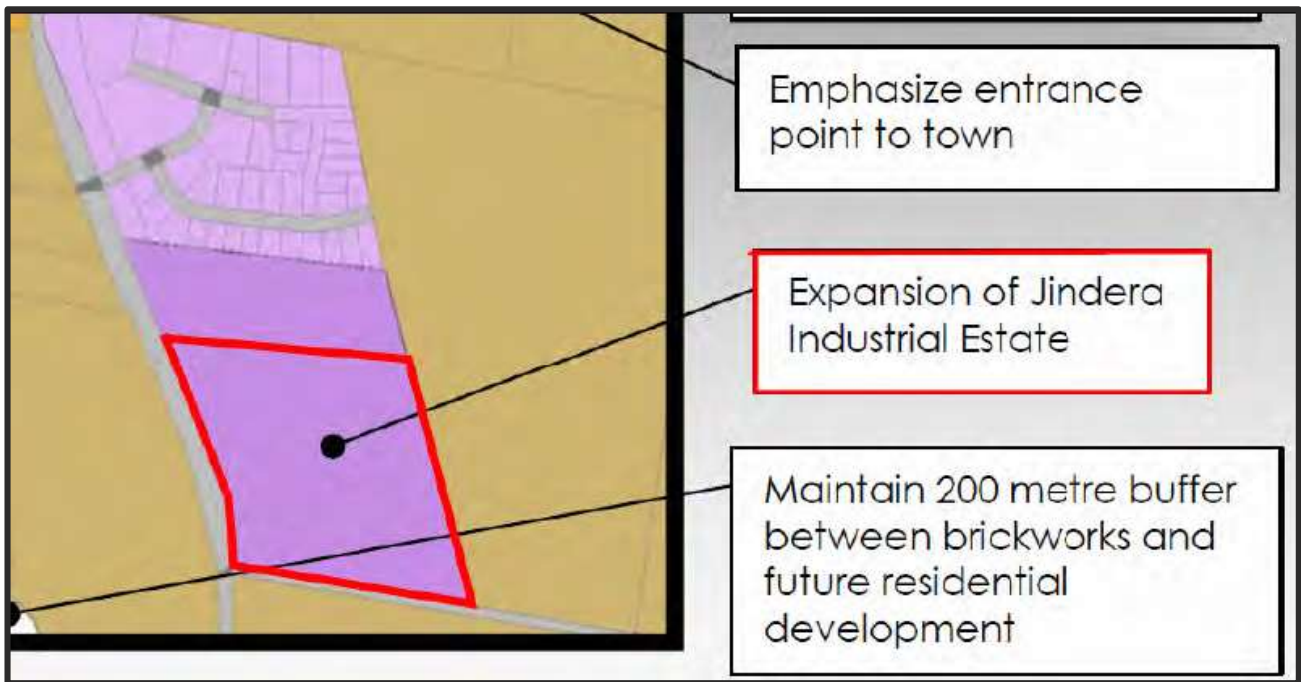 Emphasize entrance
point to town
Expansion of Jindera
Industrial Estate
Maintain 200 metre buffer
between brickworks and
future residential
development